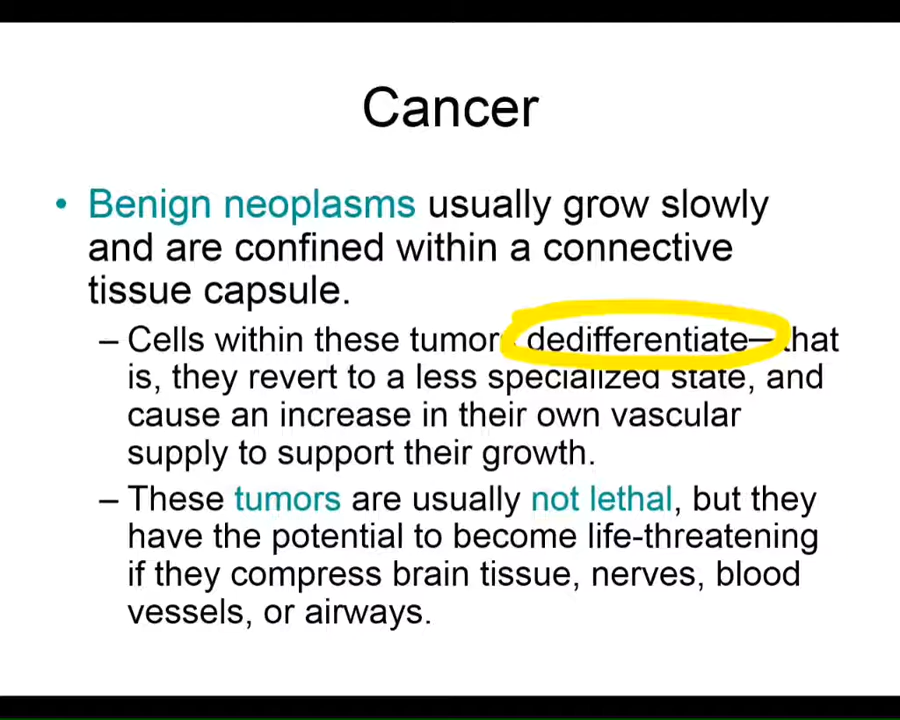 Cancer
• Benign neoplasms usually grow slowly
and are confined within a connective
tissue capsule.
– Cells within these tumor dedifferentiate— that
is, they revert to a less specialized state, and
cause an increase in their own vascular
supply to support their growth.
– These tumors are usually not lethal, but they
have the potential to become life-threatening
if they compress brain tissue, nerves, blood
vessels, or airways.